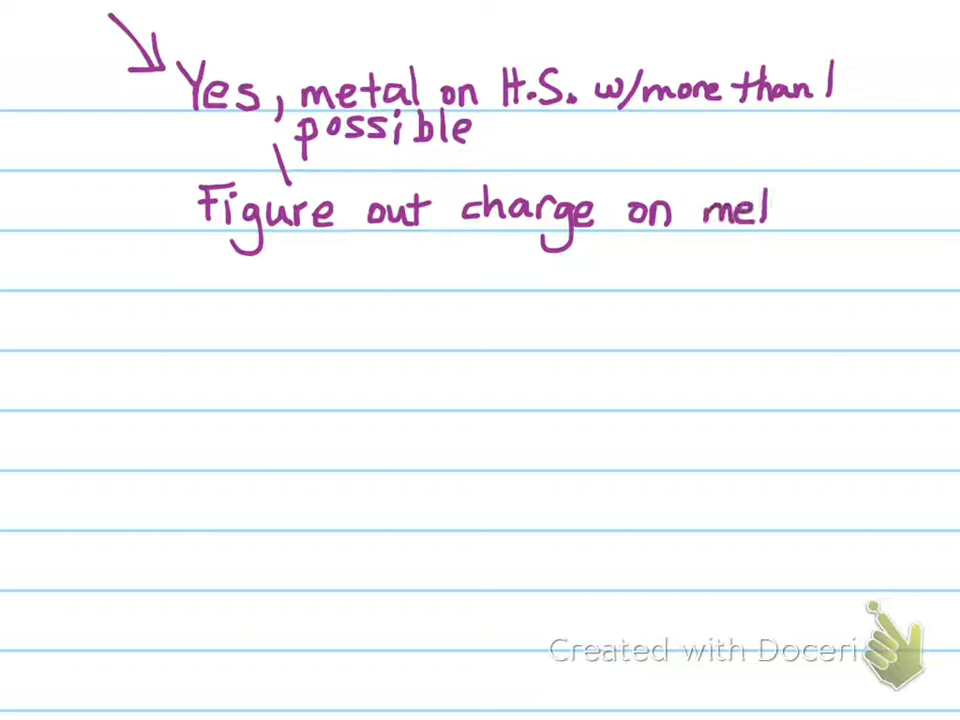 Yes, metal on H.S. w/more than 1
possible
Figure out charge on mel
Created with Doceri